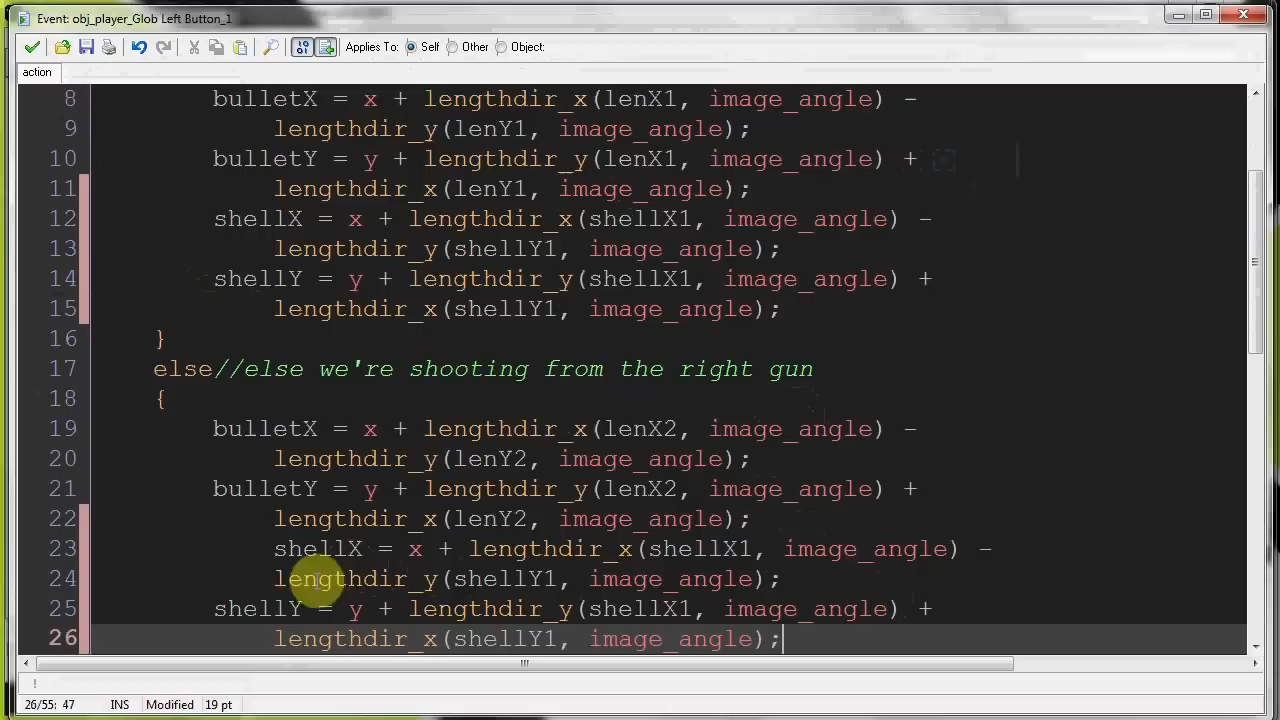 Event: obj_player_Glob Left Button_1
Applies To: Self Other Object:
action
8 bulletX = x + lengthdir_x(lenX1, image_angle) -
9 lengthdir_y(lenY1, image_angle);
10 bulletY = y + lengthdir_y(lenX1, image_angle) +
11 lengthdir_x(lenY1, image_angle);
12 shellX = x + lengthdir_x(shellX1, image_angle) -
13 lengthdir_y(shellY1, image_angle);
14 shellY = y + lengthdir_y(shellX1, image_angle) +
15 lengthdir_x(shellY1, image_angle);
16 }
17 else//else we're shooting from the right gun
18 {
19 bulletX = x + lengthdir_x(lenX2, image_angle) -
20 lengthdir_y(lenY2, image_angle);
21 bulletY = y + lengthdir_y(lenX2, image_angle) +
22 lengthdir_x(lenY2, image_angle);
23 shellX = x + lengthdir_x(shellX1, image_angle) -
24 lengthdir_y(shellY1, image_angle);
25 shellY = y + lengthdir_y(shellX1, image_angle) +
26 lengthdir_x(shellY1, image_angle);
26/55: 47 INS Modified 19 pt